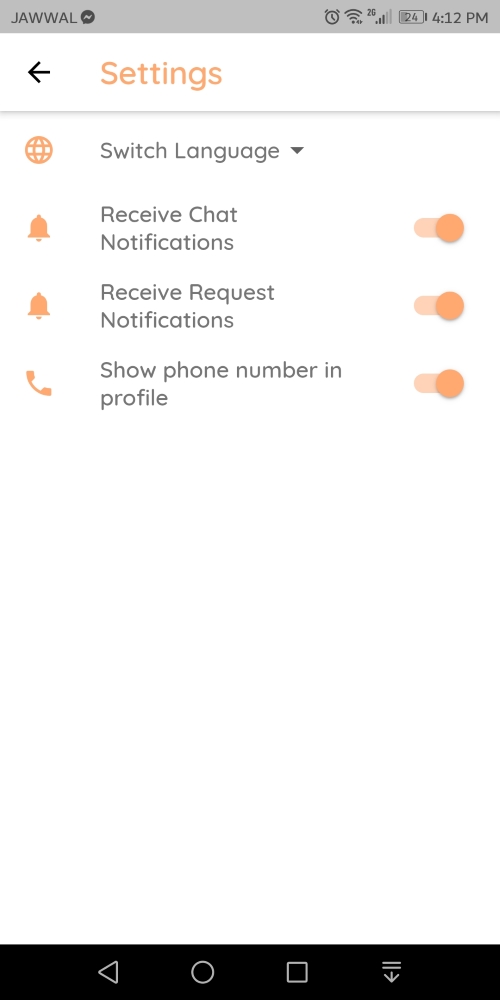 JAWWAL 2G 24 4:12 PM
Settings
Switch Language
Receive Chat
Notifications
Receive Request
Notifications
Show phone number in
profile